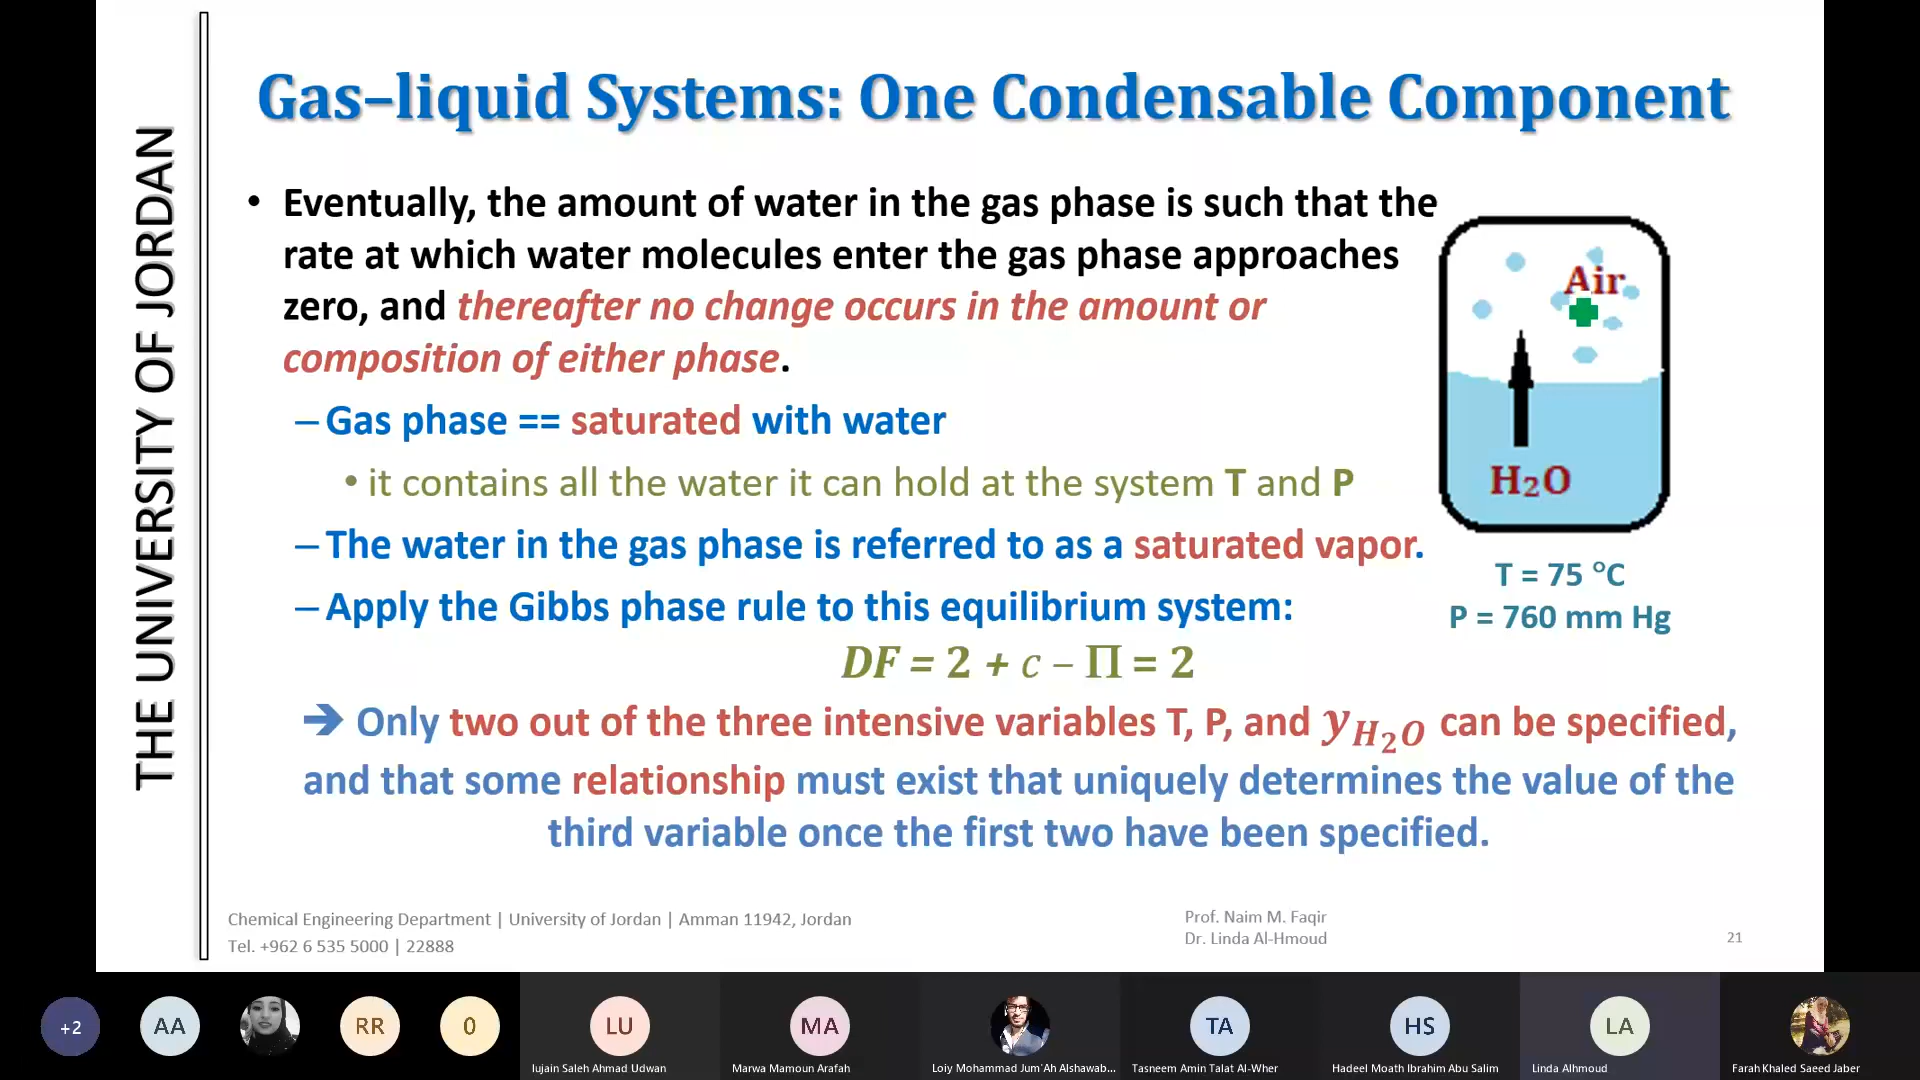 THE UNIVERSITY OF JORDAN
Gas–liquid Systems: One Condensable Component
• Eventually, the amount of water in the gas phase is such that the
rate at which water molecules enter the gas phase approaches
zero, and thereafter no change occurs in the amount or
composition of either phase.
– Gas phase == saturated with water
• it contains all the water it can hold at the system T and P
– The water in the gas phase is referred to as a saturated vapor.
– Apply the Gibbs phase rule to this equilibrium system:
DF = 2 + c – Π = 2
➔ Only two out of the three intensive variables T, P, and y_{H₂O} can be specified,
and that some relationship must exist that uniquely determines the value of the
third variable once the first two have been specified.
Air
H₂O
T = 75 °C
P = 760 mm Hg
Chemical Engineering Department | University of Jordan | Amman 11942, Jordan
Tel. +962 6 535 5000 | 22888
Prof. Naim M. Faqir
Dr. Linda Al-Hmoud
21
+2
AA
RR
0
LU
MA
TA
HS
LA
lujain Saleh Ahmad Udwan
Marwa Mamoun Arafah
Loiy Mohammad Jum'Ah Alshawab...
Tasneem Amin Talat Al-Wher
Hadeel Moath Ibrahim Abu Salim
Linda Alhmoud
Farah Khaled Saeed Jaber